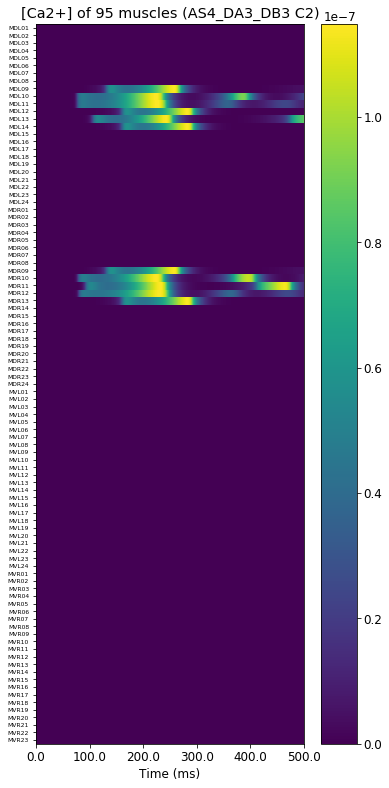 [Ca2+] of 95 muscles (AS4_DA3_DB3 C2)
1e−7
MDL01
MDL02
MDL03
MDL04
MDL05
MDL06
MDL07
MDL08
MDL09
MDL10
MDL11
MDL12
MDL13
MDL14
MDL15
MDL16
MDL17
MDL18
MDL19
MDL20
MDL21
MDL22
MDL23
MDL24
MDR01
MDR02
MDR03
MDR04
MDR05
MDR06
MDR07
MDR08
MDR09
MDR10
MDR11
MDR12
MDR13
MDR14
MDR15
MDR16
MDR17
MDR18
MDR19
MDR20
MDR21
MDR22
MDR23
MDR24
MVL01
MVL02
MVL03
MVL04
MVL05
MVL06
MVL07
MVL08
MVL09
MVL10
MVL11
MVL12
MVL13
MVL14
MVL15
MVL16
MVL17
MVL18
MVL19
MVL20
MVL21
MVL22
MVL23
MVL24
MVR01
MVR02
MVR03
MVR04
MVR05
MVR06
MVR07
MVR08
MVR09
MVR10
MVR11
MVR12
MVR13
MVR14
MVR15
MVR16
MVR17
MVR18
MVR19
MVR20
MVR21
MVR22
MVR23
0.0 100.0 200.0 300.0 400.0 500.0
Time (ms)
1.0
0.8
0.6
0.4
0.2
0.0